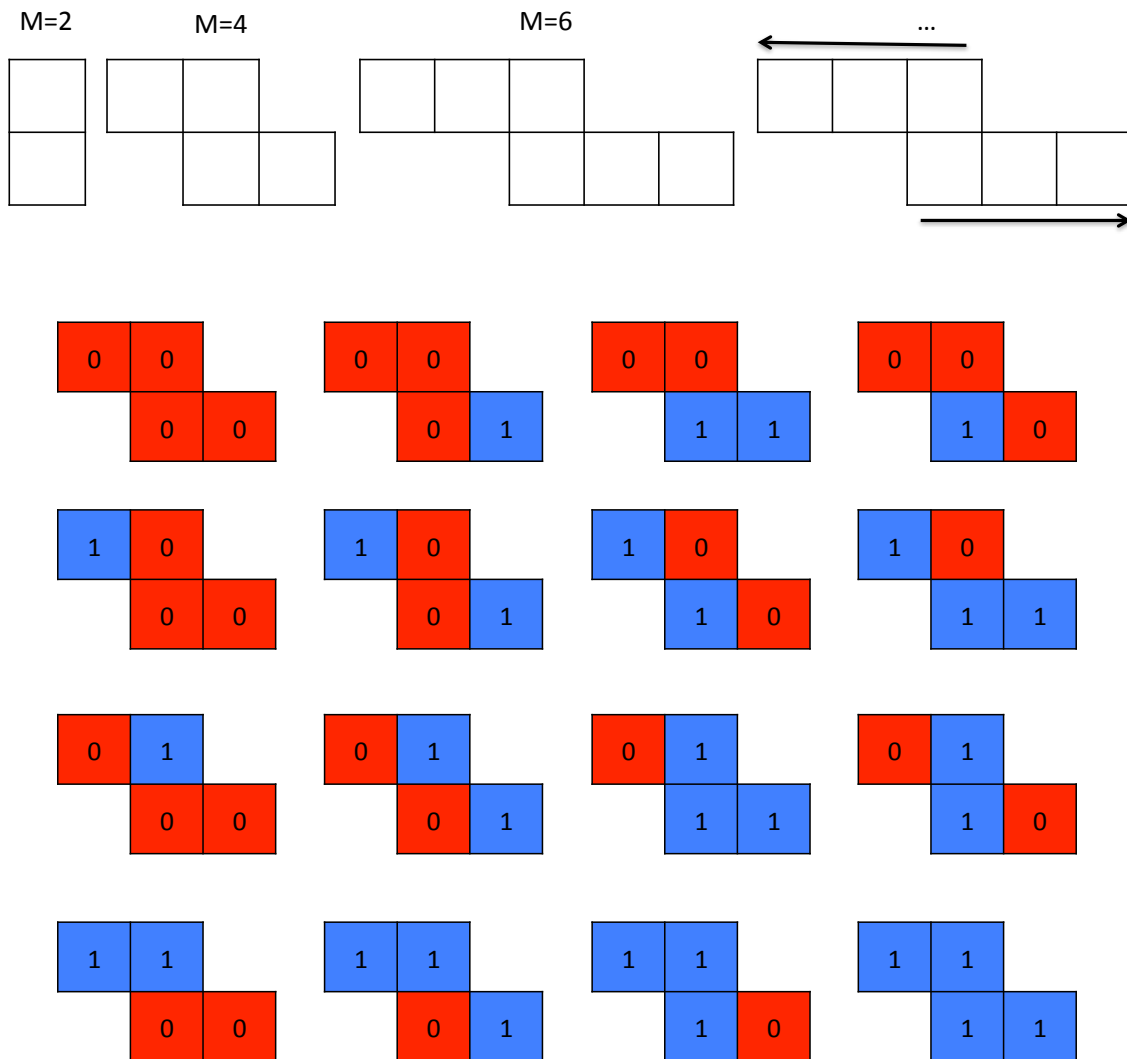 M=2 M=4 M=6 ...
0 0 0 0 0 0 0 0
0 0 0 1 1 1 1 0
1 0 1 0 1 0 1 0
0 0 0 1 1 0 1 1
0 1 0 1 0 1 0 1
0 0 0 1 1 1 1 0
1 1 1 1 1 1 1 1
0 0 0 1 1 0 1 1